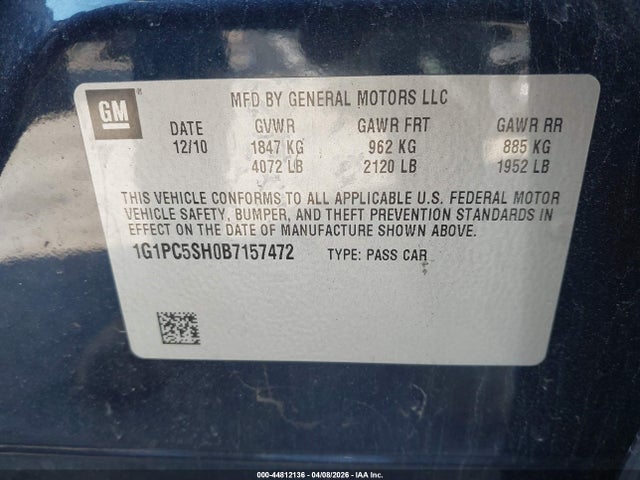 GM
MFD BY GENERAL MOTORS LLC
DATE GVWR GAWR FRT GAWR RR
12/10 1847 KG 962 KG 885 KG
4072 LB 2120 LB 1952 LB
THIS VEHICLE CONFORMS TO ALL APPLICABLE U.S. FEDERAL MOTOR
VEHICLE SAFETY, BUMPER, AND THEFT PREVENTION STANDARDS IN
EFFECT ON THE DATE OF MANUFACTURE SHOWN ABOVE.
1G1PC5SH0B7157472 TYPE: PASS CAR
000-44812136 - 04/08/2026 - IAA Inc.